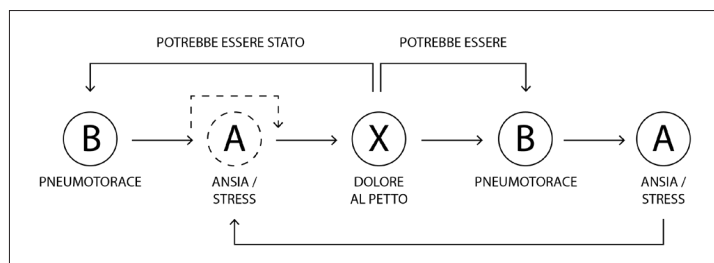 POTREBBE ESSERE STATO
POTREBBE ESSERE
B
A
X
B
A
PNEUMOTORACE
ANSIA /
STRESS
DOLORE
AL PETTO
PNEUMOTORACE
ANSIA /
STRESS